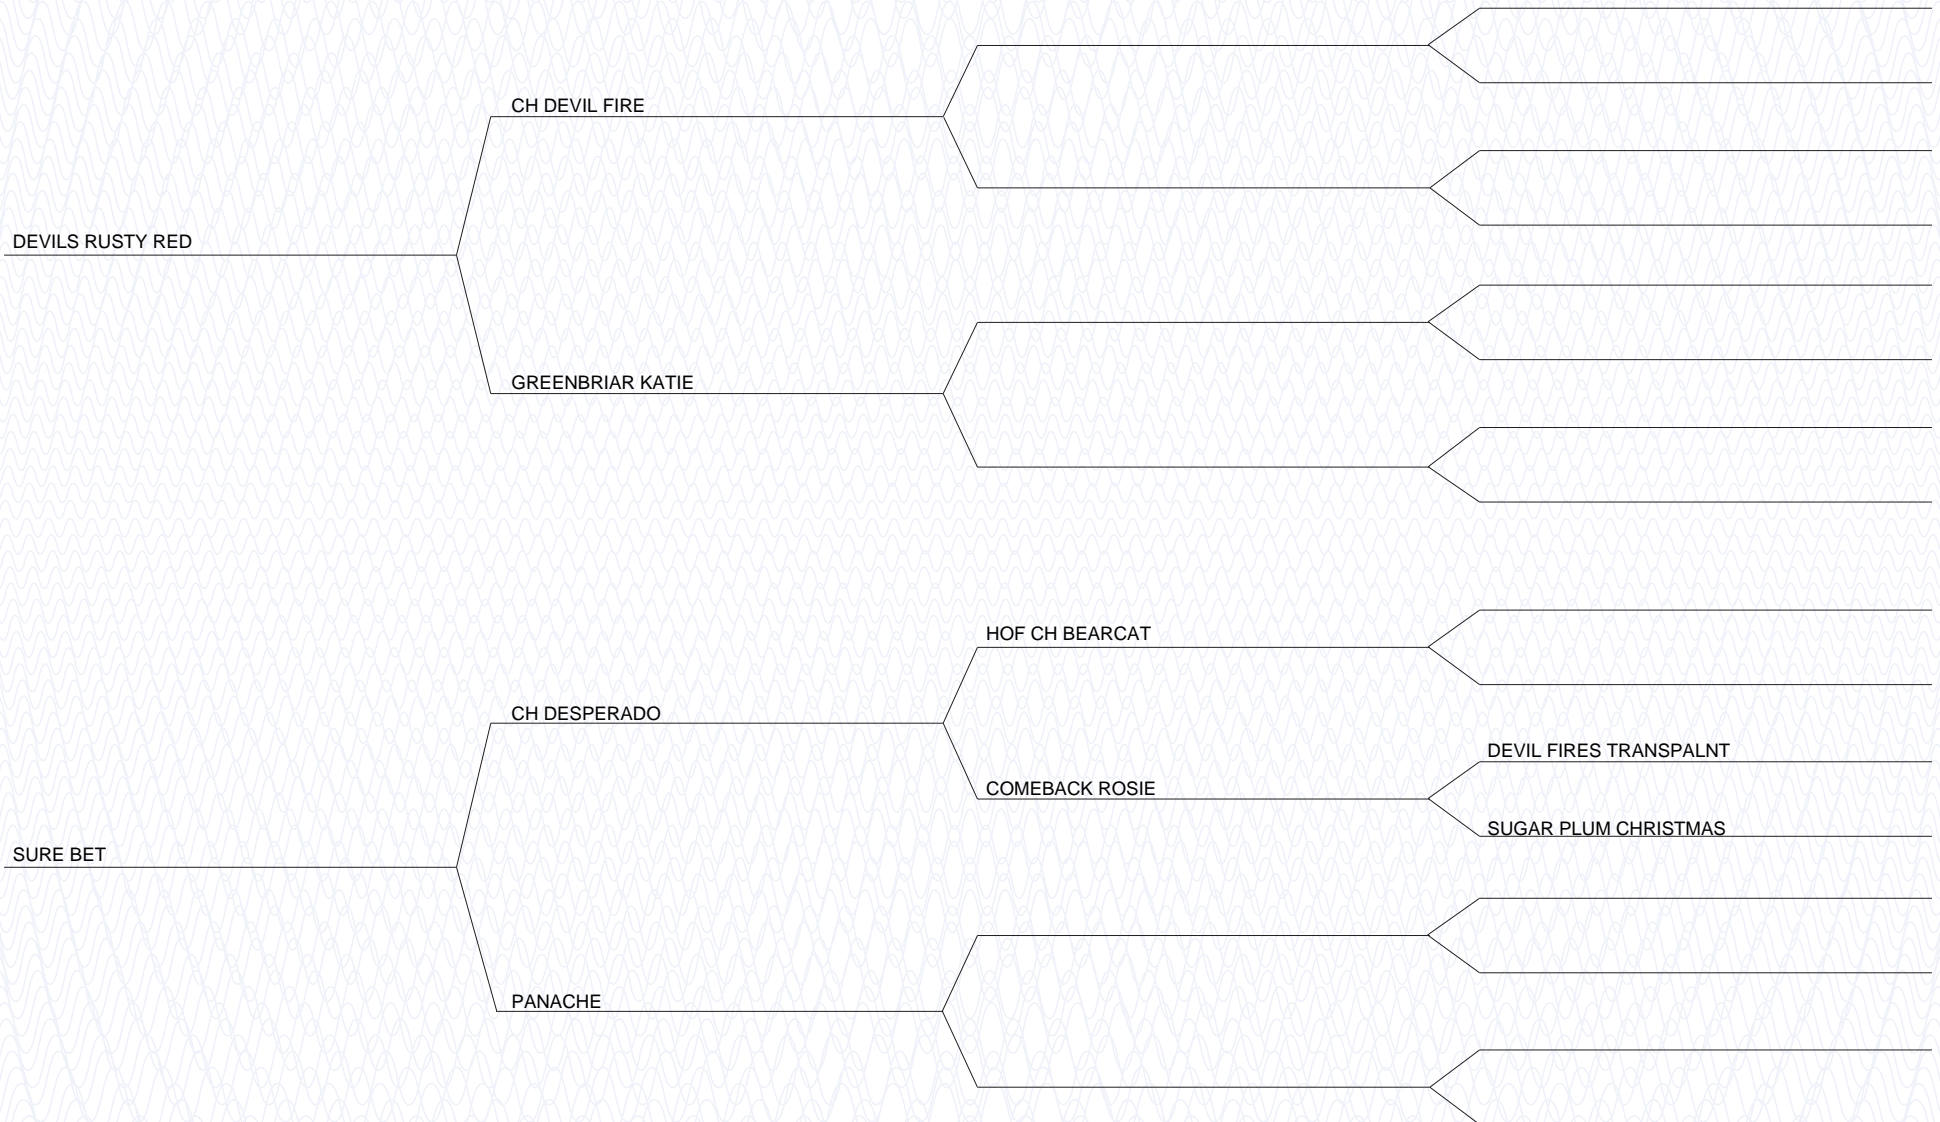 CH DEVIL FIRE
DEVILS RUSTY RED
GREENBRIAR KATIE
HOF CH BEARCAT
CH DESPERADO
DEVIL FIRES TRANSPALNT
COMEBACK ROSIE
SUGAR PLUM CHRISTMAS
SURE BET
PANACHE